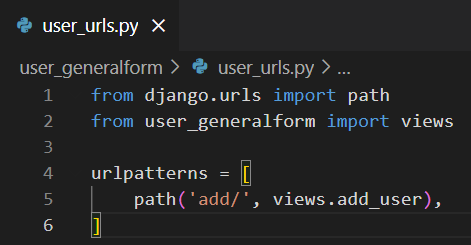 user_urls.py ×
user_generalform > user_urls.py > ...
1 from django.urls import path
2 from user_generalform import views
3
4 urlpatterns = [
5     path('add/', views.add_user),
6 ]